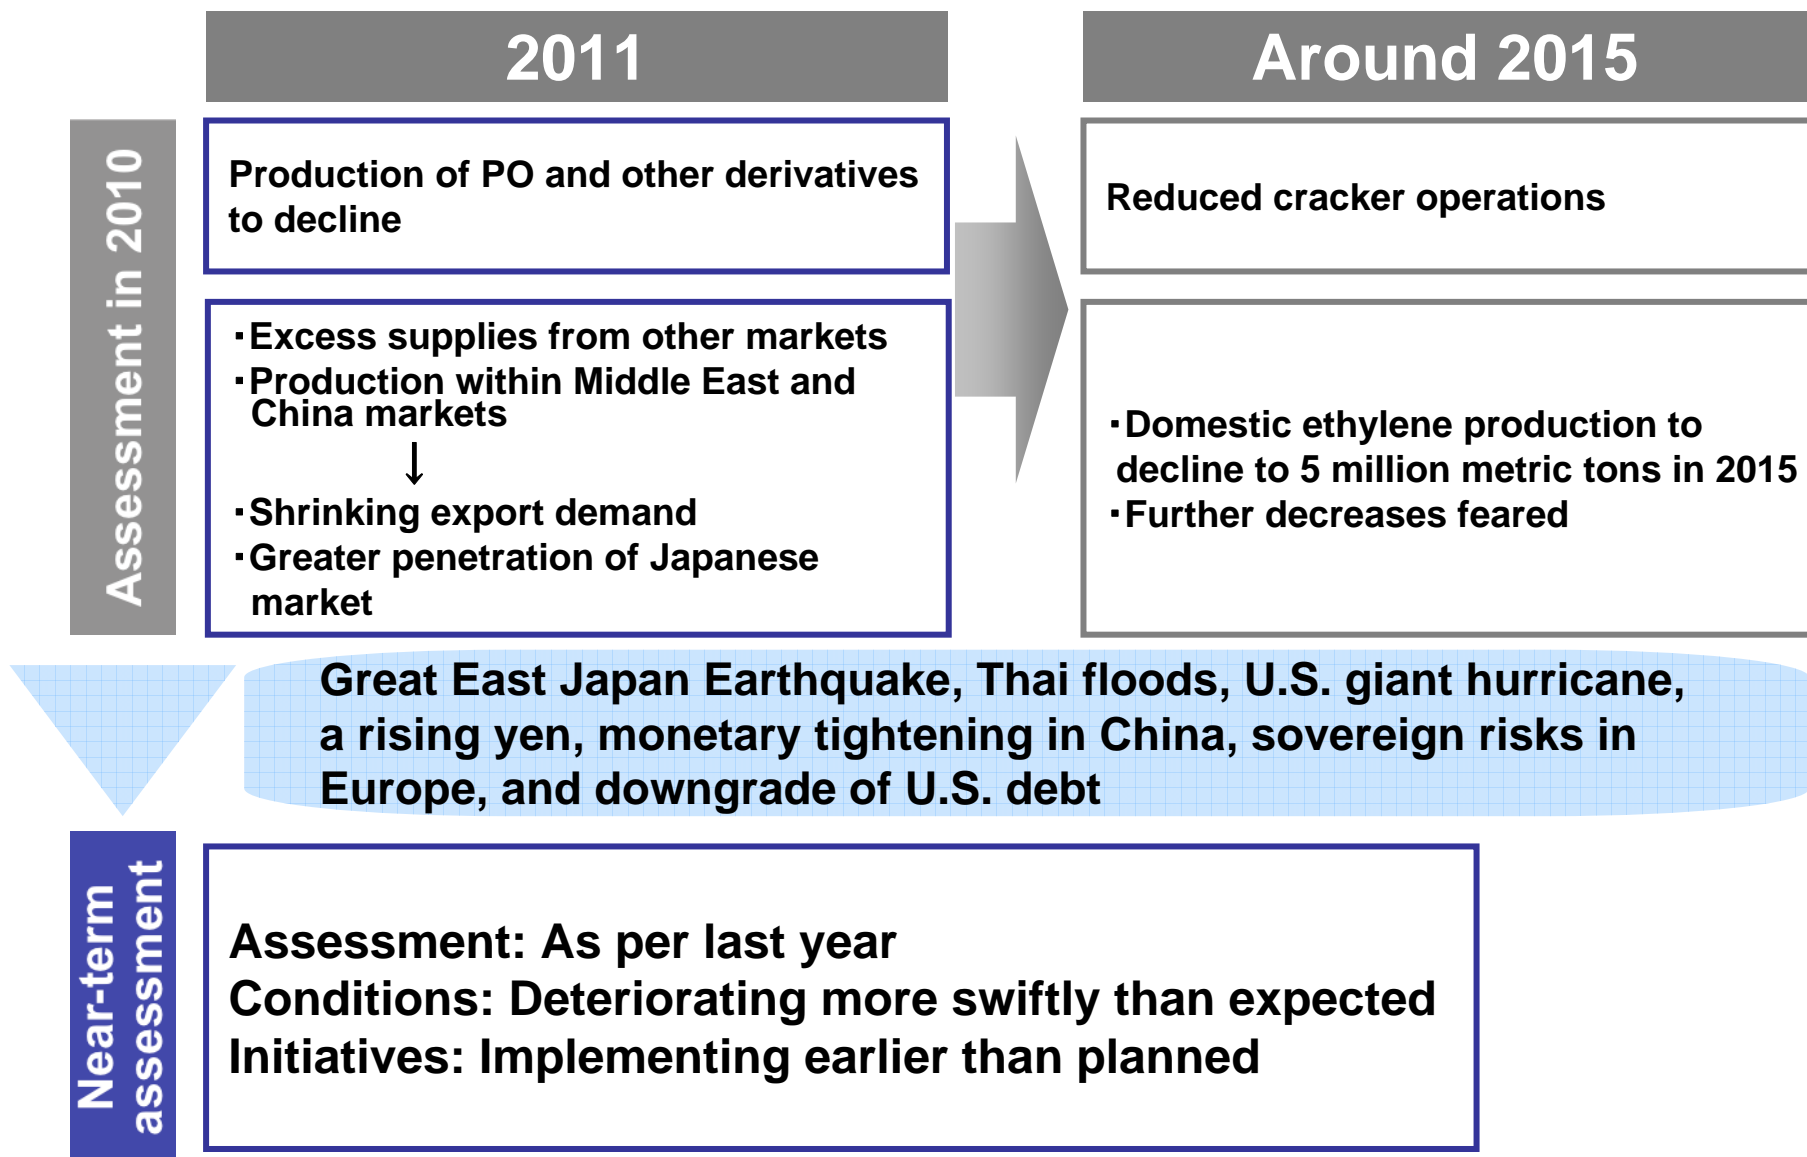 2011
Around 2015
Assessment in 2010
Production of PO and other derivatives
to decline
Reduced cracker operations
・Excess supplies from other markets
・Production within Middle East and
China markets
↓
・Shrinking export demand
・Greater penetration of Japanese
market
・Domestic ethylene production to
decline to 5 million metric tons in 2015
・Further decreases feared
Great East Japan Earthquake, Thai floods, U.S. giant hurricane,
a rising yen, monetary tightening in China, sovereign risks in
Europe, and downgrade of U.S. debt
Near-term
assessment
Assessment: As per last year
Conditions: Deteriorating more swiftly than expected
Initiatives: Implementing earlier than planned